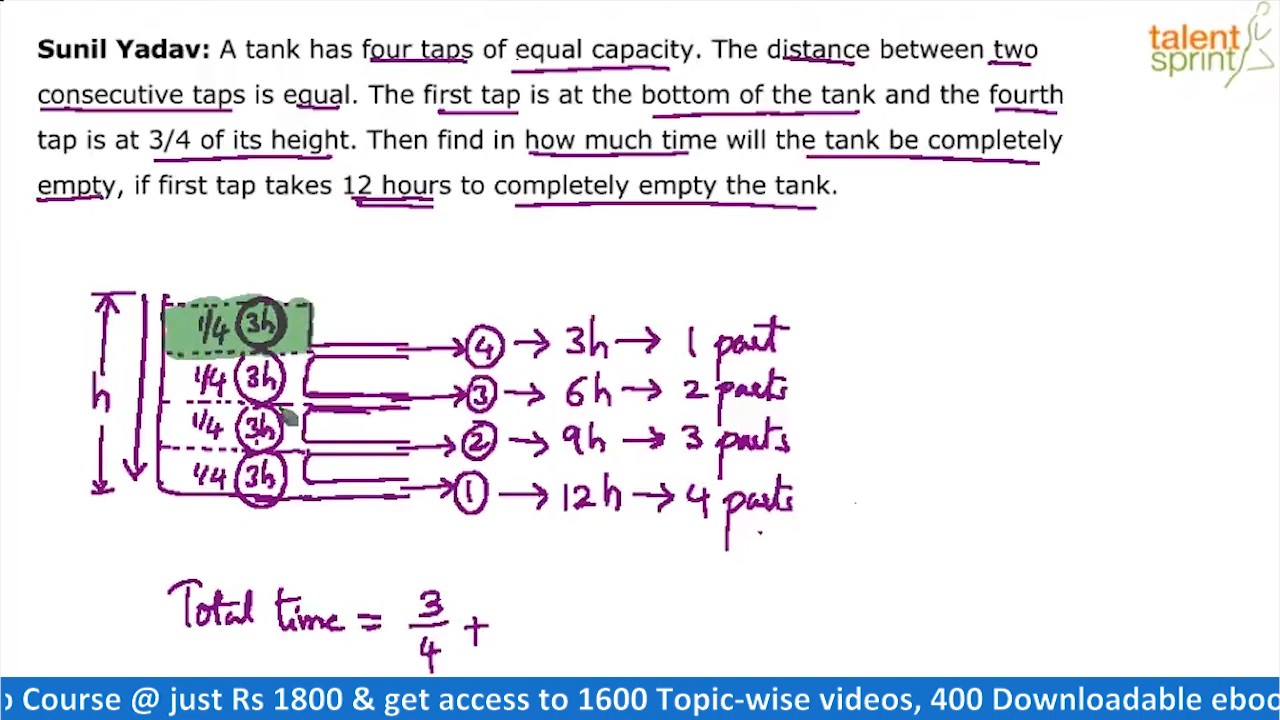 Sunil Yadav: A tank has four taps of equal capacity. The distance between two
consecutive taps is equal. The first tap is at the bottom of the tank and the fourth
tap is at 3/4 of its height. Then find in how much time will the tank be completely
empty, if first tap takes 12 hours to completely empty the tank.
talent
sprint
h
1/4 3h
4 → 3h → 1 part
1/4 3h
3 → 6h → 2 parts
1/4 3h
2 → 9h → 3 parts
1/4 3h
1 → 12h → 4 parts
Total time = 3/4 +
Course @ just Rs 1800 & get access to 1600 Topic-wise videos, 400 Downloadable